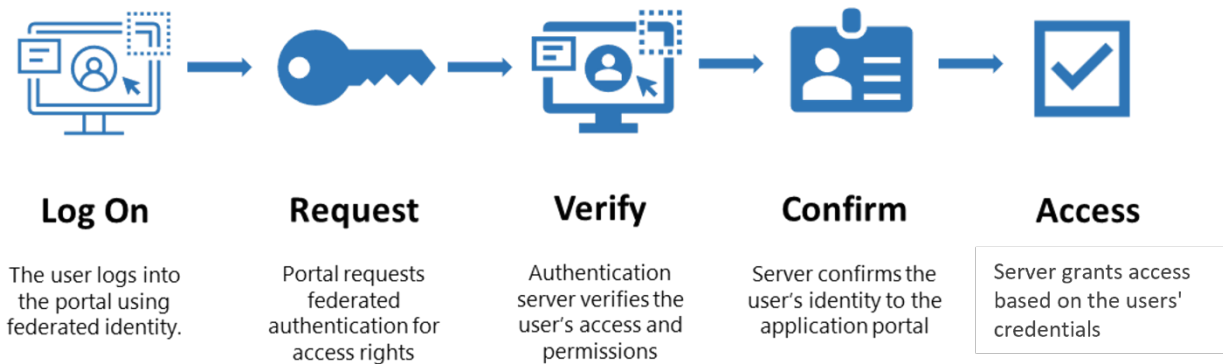 Log On
The user logs into
the portal using
federated identity.
Request
Portal requests
federated
authentication for
access rights
Verify
Authentication
server verifies the
user's access and
permissions
Confirm
Server confirms the
user's identity to the
application portal
Access
Server grants access
based on the users'
credentials